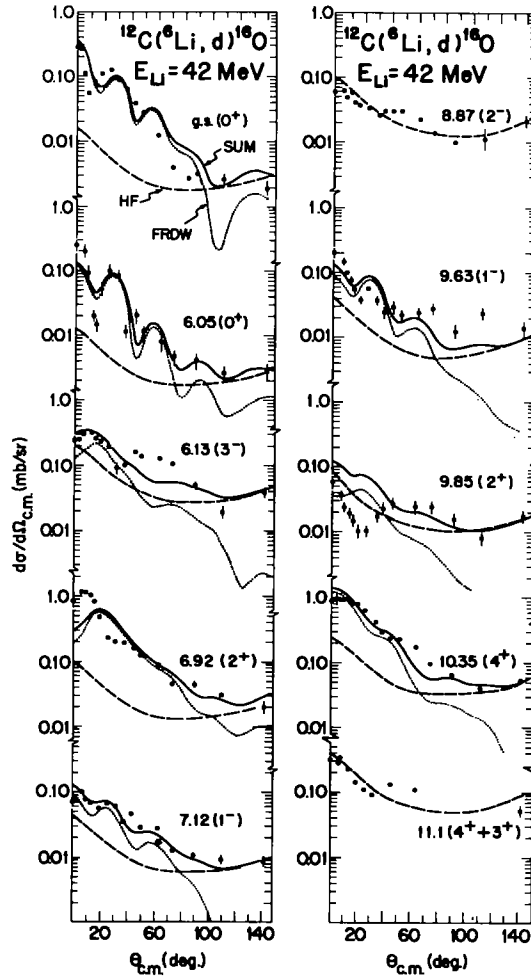 ¹²C(⁶Li,d)¹⁶O
E_Li = 42 MeV
g.s.(0⁺)
SUM
HF
FRDW
6.05(0⁺)
6.13(3⁻)
6.92(2⁺)
7.12(1⁻)
1.0
0.10
0.01
1.0
0.10
0.01
1.0
0.10
0.01
1.0
0.10
0.01
0.10
0.01
dσ/dΩ_c.m.(mb/sr)
20 60 100 140
θ_c.m.(deg.)
¹²C(⁶Li,d)¹⁶O
E_Li = 42 MeV
8.87(2⁻)
9.63(1⁻)
9.85(2⁺)
10.35(4⁺)
11.1(4⁺+3⁺)
1.0
0.10
0.01
1.0
0.10
0.01
0.10
0.01
1.0
0.10
0.01
0.10
0.01
20 60 100 140
θ_c.m.(deg.)